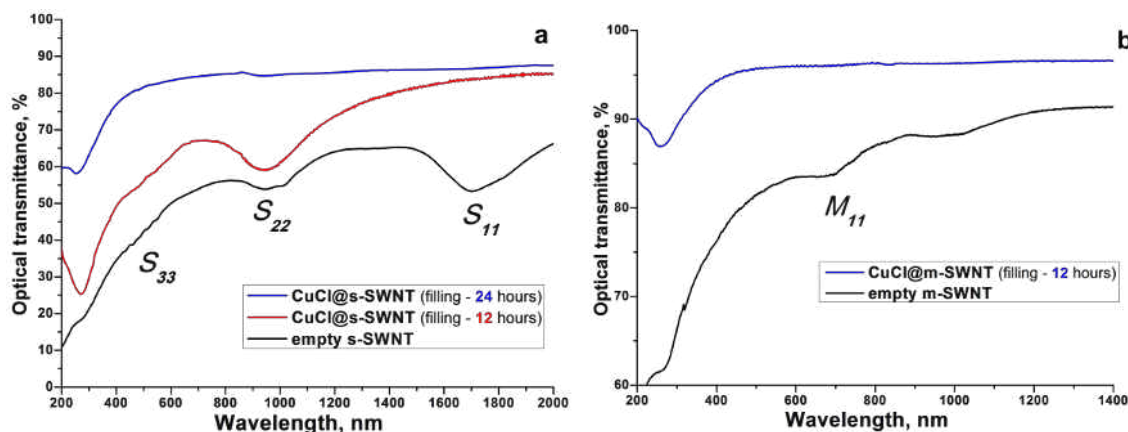 a
Optical transmittance, %
100
90
80
70
60
50
40
30
20
10
0
S33
S22
S11
CuCl@s-SWNT (filling - 24 hours)
CuCl@s-SWNT (filling - 12 hours)
empty s-SWNT
200 400 600 800 1000 1200 1400 1600 1800 2000
Wavelength, nm
b
Optical transmittance, %
100
90
80
70
60
M11
CuCl@m-SWNT (filling - 12 hours)
empty m-SWNT
200 400 600 800 1000 1200 1400
Wavelength, nm